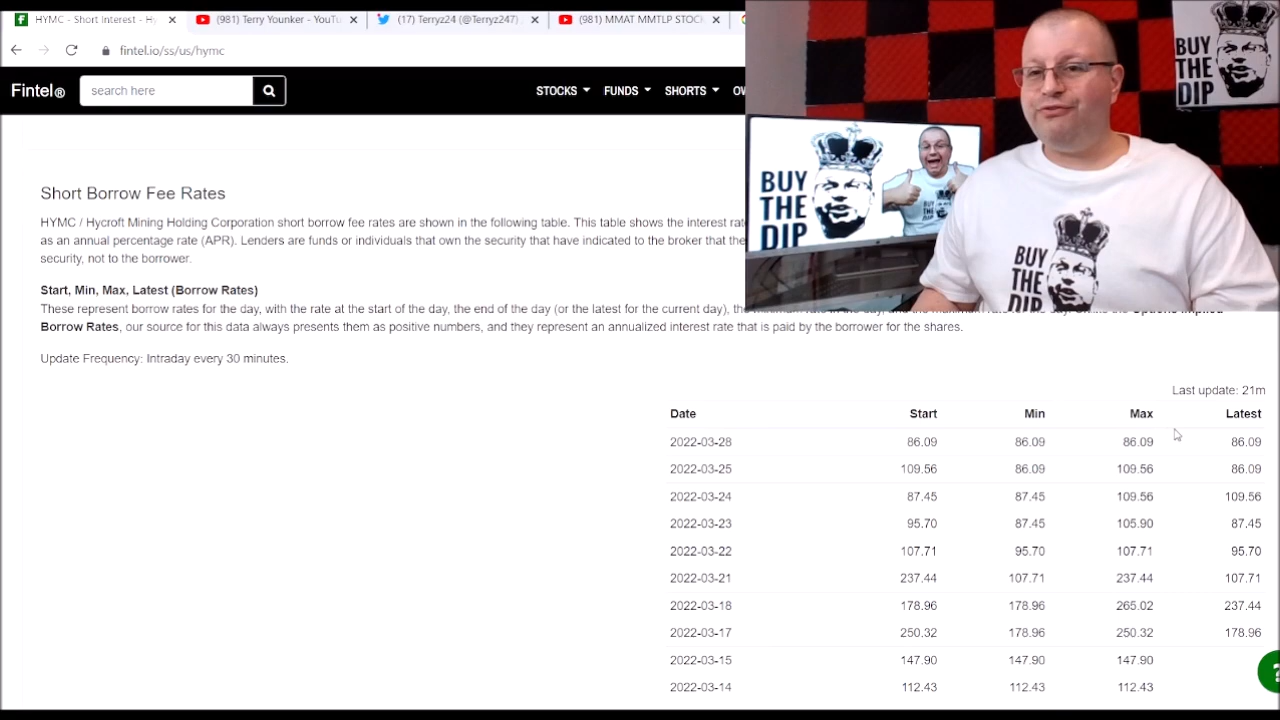 HYMC - Short Interest - Hy
(981) Terry Younker - YouTu
(17) Terryz24 (@Terryz247)
(981) MMAT MMTLP STOC
fintel.io/ss/us/hymc
Fintel®
search here
STOCKS
FUNDS
SHORTS
BUY
THE
DIP
BUY
THE
DIP
BUY
THE
DIP
Short Borrow Fee Rates
HYMC / Hycroft Mining Holding Corporation short borrow fee rates are shown in the following table. This table shows the interest rate
as an annual percentage rate (APR). Lenders are funds or individuals that own the security that have indicated to the broker that the
security, not to the borrower.
Start, Min, Max, Latest (Borrow Rates)
These represent borrow rates for the day, with the rate at the start of the day, the end of the day (or the latest for the current day),
Borrow Rates, our source for this data always presents them as positive numbers, and they represent an annualized interest rate that is paid by the borrower for the shares.
Update Frequency: Intraday every 30 minutes.
Last update: 21m
Date Start Min Max Latest
2022-03-28 86.09 86.09 86.09 86.09
2022-03-25 109.56 86.09 109.56 86.09
2022-03-24 87.45 87.45 109.56 109.56
2022-03-23 95.70 87.45 105.90 87.45
2022-03-22 107.71 95.70 107.71 95.70
2022-03-21 237.44 107.71 237.44 107.71
2022-03-18 178.96 178.96 265.02 237.44
2022-03-17 250.32 178.96 250.32 178.96
2022-03-15 147.90 147.90 147.90
2022-03-14 112.43 112.43 112.43
?